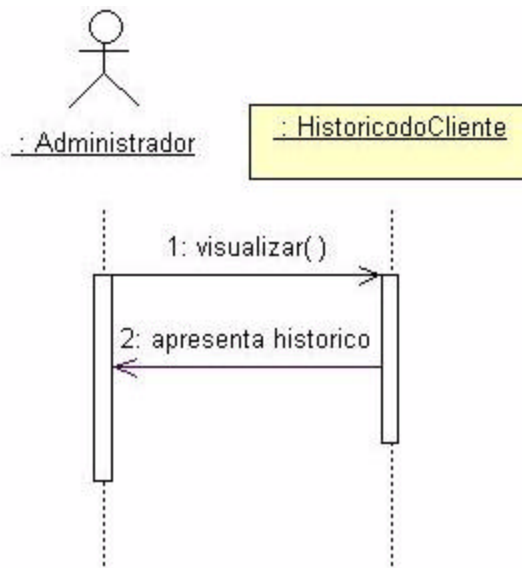 : Administrador
: HistoricodoCliente
1: visualizar( )
2: apresenta historico